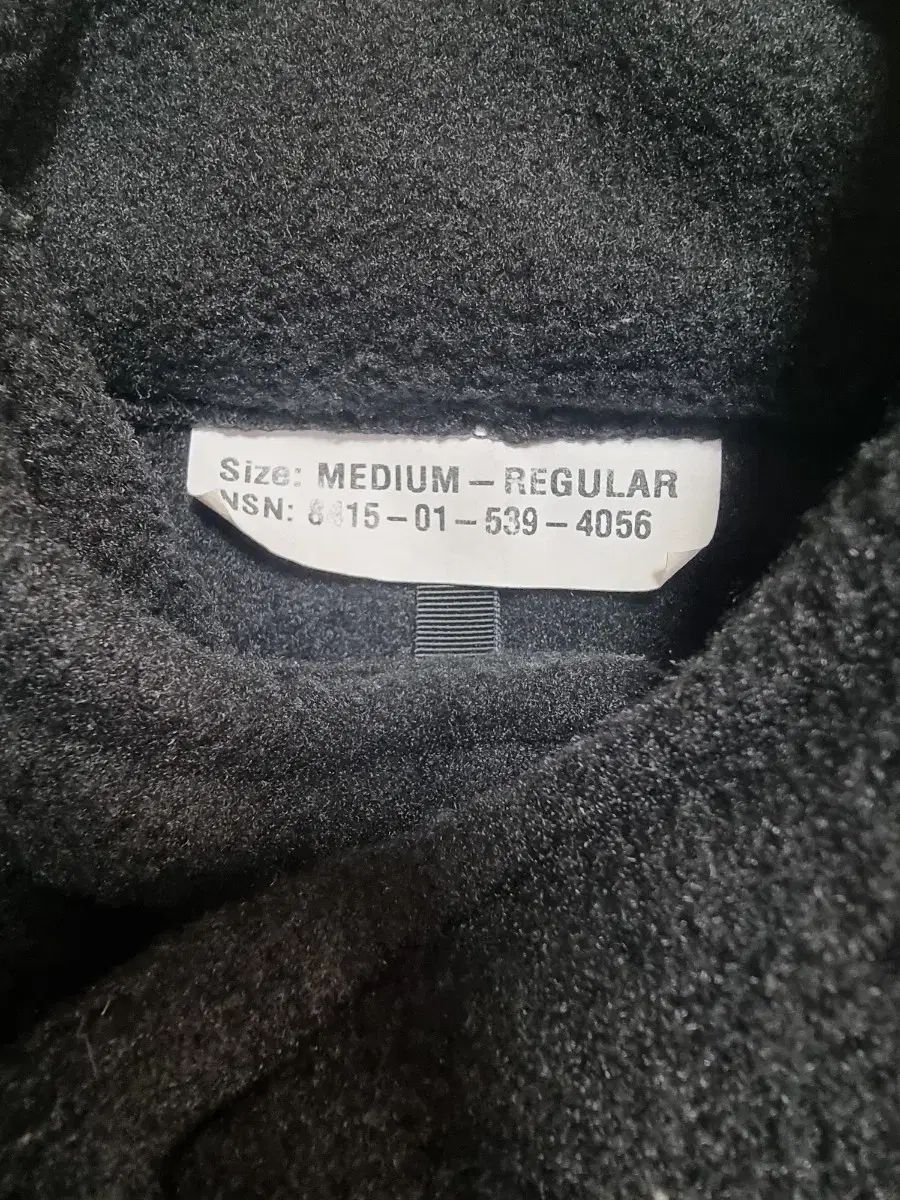 Size: MEDIUM – REGULAR
NSN: 8415–01–539–4056